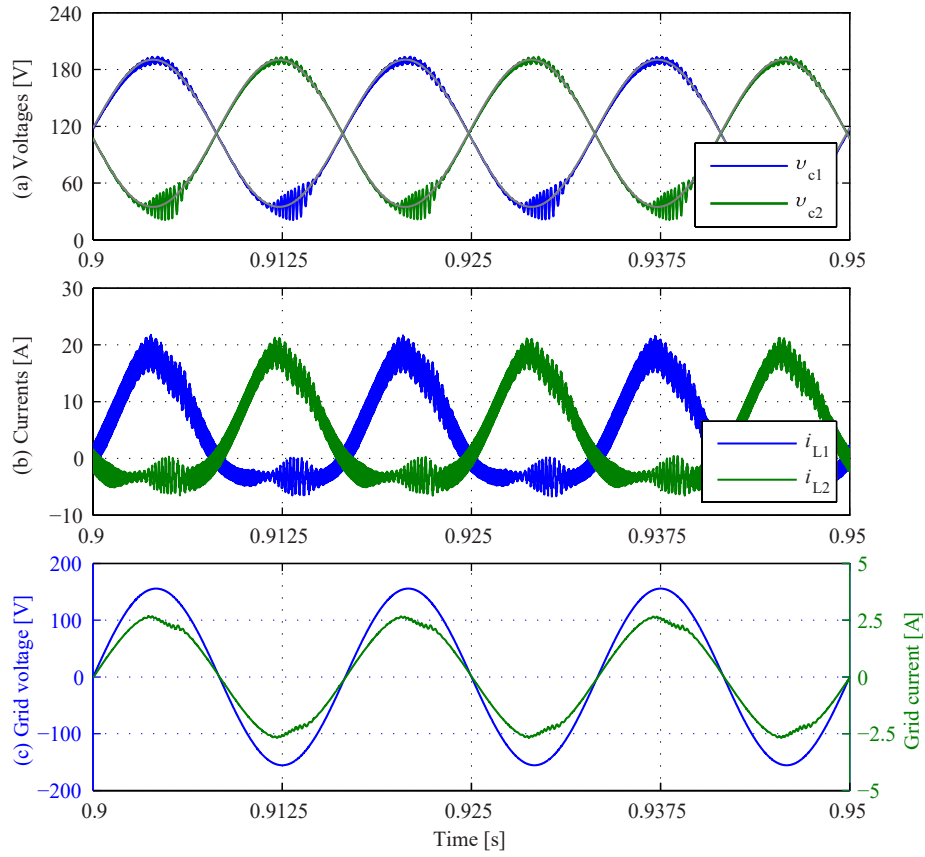 240
180
120
60
0
(a) Voltages [V]
υc1
υc2
0.9 0.9125 0.925 0.9375 0.95
30
20
10
0
−10
(b) Currents [A]
iL1
iL2
0.9 0.9125 0.925 0.9375 0.95
200
100
0
−100
−200
(c) Grid voltage [V]
5
2.5
0
−2.5
−5
Grid current [A]
0.9 0.9125 0.925 0.9375 0.95
Time [s]